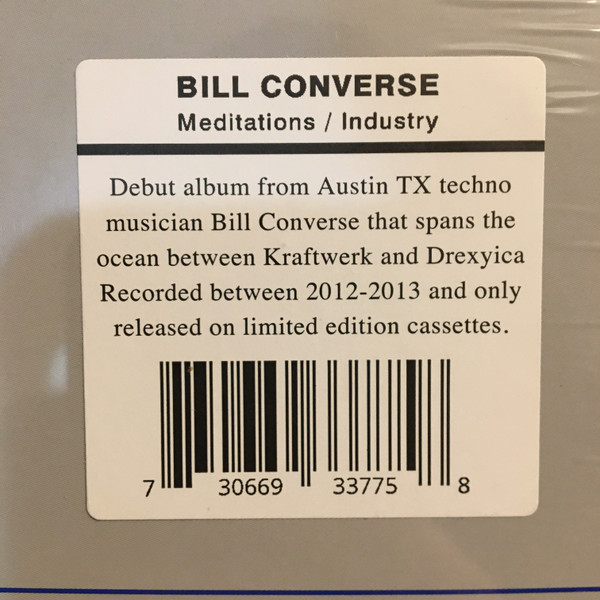 BILL CONVERSE
Meditations / Industry
Debut album from Austin TX techno
musician Bill Converse that spans the
ocean between Kraftwerk and Drexyica
Recorded between 2012-2013 and only
released on limited edition cassettes.
7 30669 33775 8